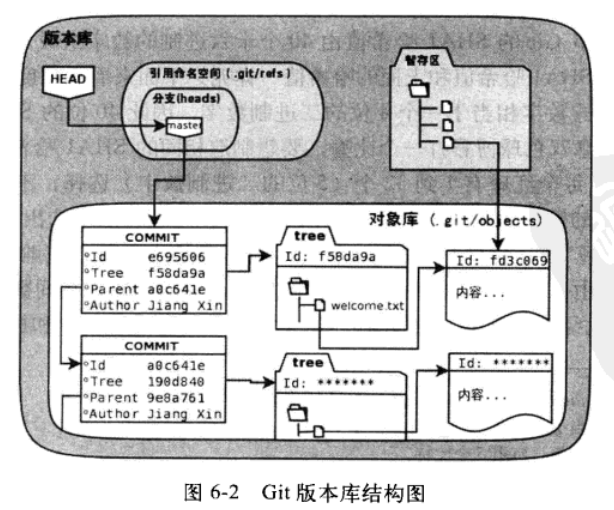 版本库
HEAD
引用命名空间 (.git/refs)
分支(heads)
master
暂存区
对象库 (.git/objects)
COMMIT
Id e695606
Tree f58da9a
Parent a0c641e
Author Jiang Xin
tree
Id: f58da9a
welcome.txt
Id: fd3c069
内容...
COMMIT
Id a0c641e
Tree 190d840
Parent 9e8a761
Author Jiang Xin
tree
Id: *******
Id: *******
内容...
图 6-2 Git 版本库结构图